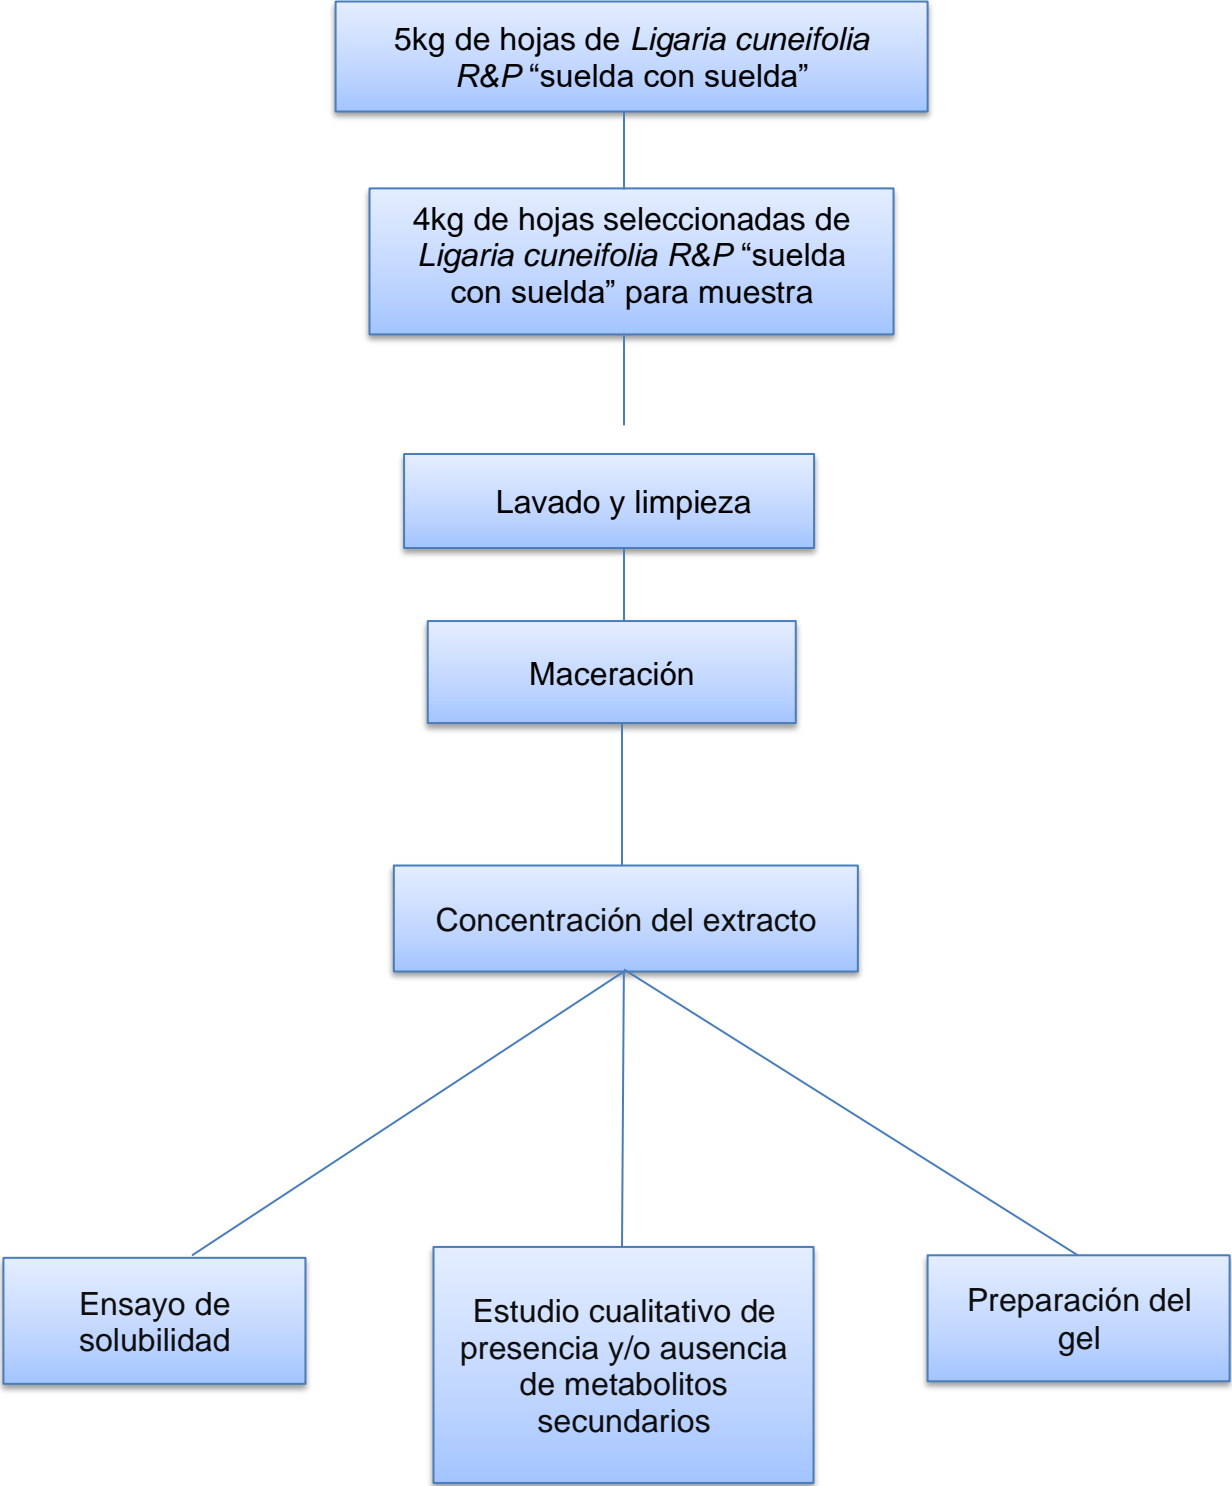 5kg de hojas de Ligaria cuneifolia
R&P “suelda con suelda”
4kg de hojas seleccionadas de
Ligaria cuneifolia R&P “suelda
con suelda” para muestra
Lavado y limpieza
Maceración
Concentración del extracto
Ensayo de
solubilidad
Estudio cualitativo de
presencia y/o ausencia
de metabolitos
secundarios
Preparación del
gel